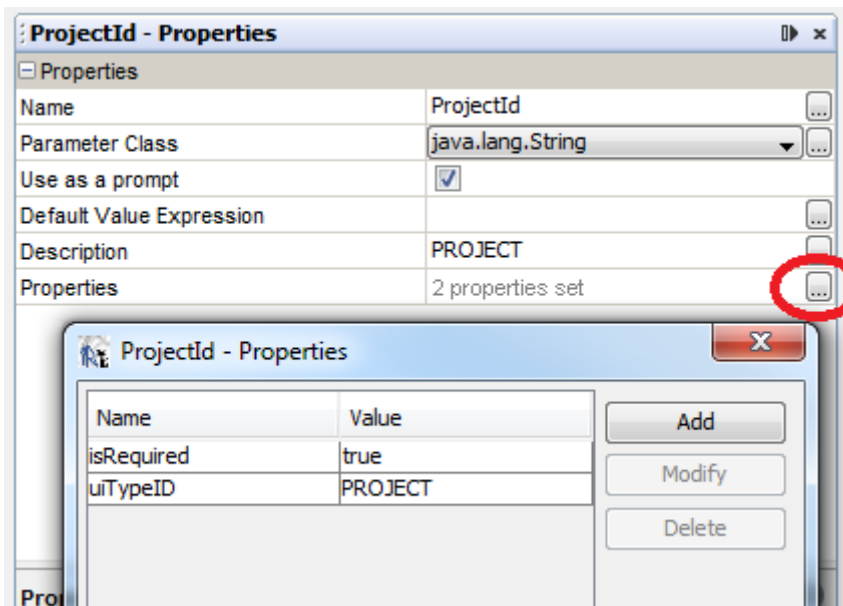 ProjectId - Properties
Properties
Name ProjectId ...
Parameter Class java.lang.String ...
Use as a prompt
Default Value Expression ...
Description PROJECT
Properties 2 properties set ...
ProjectId - Properties
Name Value
isRequired true
uiTypeID PROJECT
Add
Modify
Delete